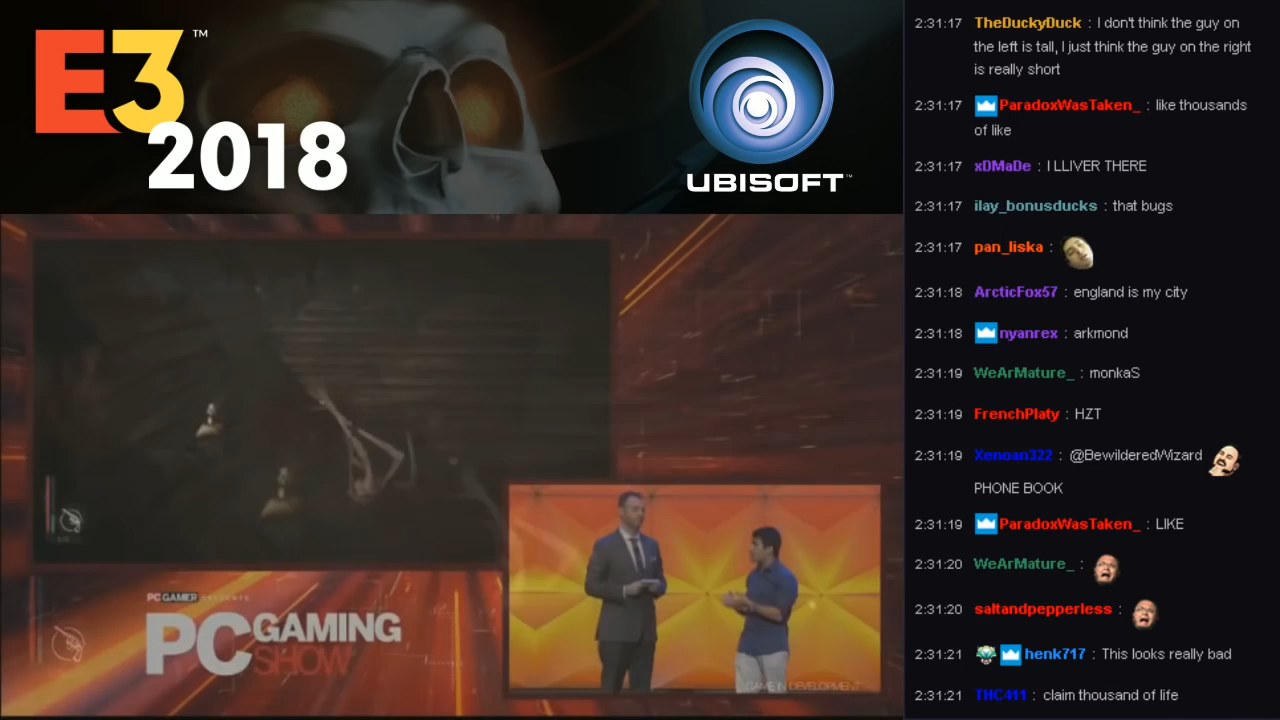 E3™
2018
UBISOFT™
PC GAMER PRESENTS
PC GAMING
SHOW
GAME IN DEVELOPMENT
2:31:17 TheDuckyDuck : I don't think the guy on
the left is tall, I just think the guy on the right
is really short
2:31:17 ParadoxWasTaken_ : like thousands
of like
2:31:17 xDMaDe : I LLIVER THERE
2:31:17 ilay_bonusducks : that bugs
2:31:17 pan_liska :
2:31:18 ArcticFox57 : england is my city
2:31:18 nyanrex : arkmond
2:31:19 WeArMature_ : monkaS
2:31:19 FrenchPlaty : HZT
2:31:19 Xenoan322 : @BewilderedWizard
PHONE BOOK
2:31:19 ParadoxWasTaken_ : LIKE
2:31:20 WeArMature_ :
2:31:20 saltandpepperless :
2:31:21 henk717 : This looks really bad
2:31:21 THC411 : claim thousand of life